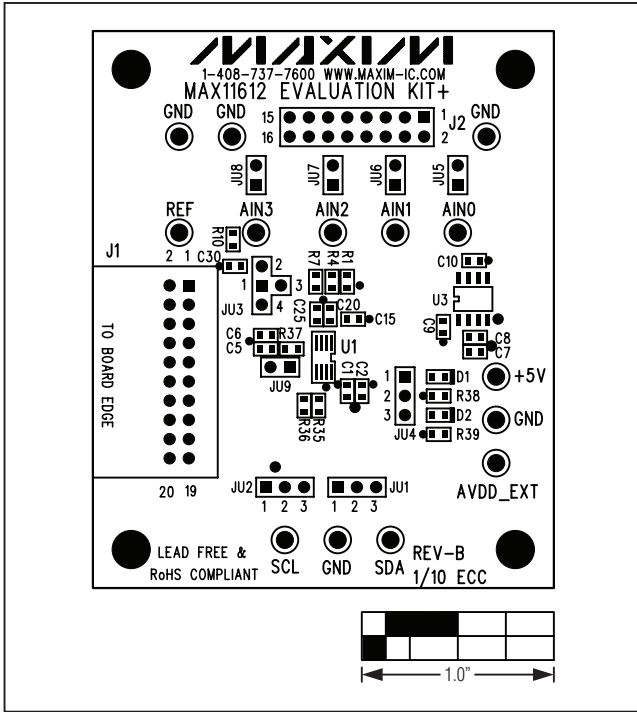 MAXIM
1-408-737-7600 WWW.MAXIM-IC.COM
MAX11612 EVALUATION KIT+
GND
GND
15
16
1
2
J2
GND
JU8
JU7
JU6
JU5
REF
AIN3
AIN2
AIN1
AIN0
J1
2 1
R10
C30
2
1
3
4
JU3
R7
R4
R1
C10
U3
C25
C20
C15
C9
C8
C7
C6
C5
R37
U1
JU9
C1
C2
1
2
3
JU4
D1
R38
D2
R39
+5V
GND
AVDD_EXT
TO BOARD EDGE
R36
R35
20 19
JU2
1 2 3
JU1
1 2 3
LEAD FREE &
RoHS COMPLIANT
SCL
GND
SDA
REV-B
1/10 ECC
1.0"